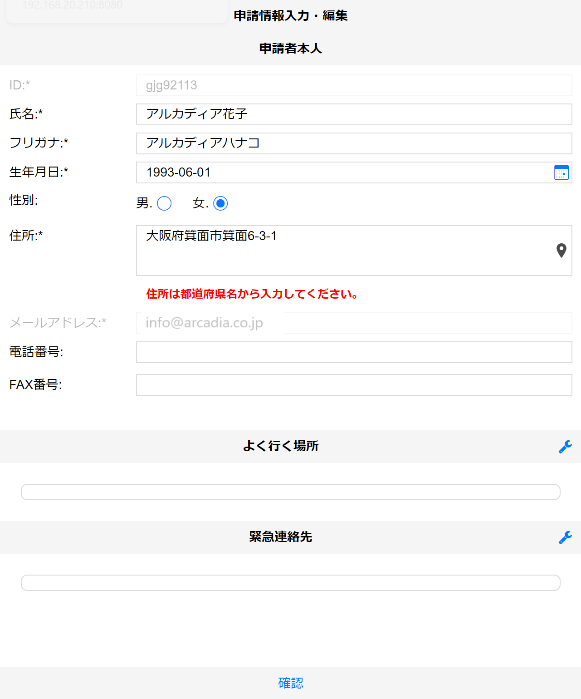 192.168.20.210:8080
申請情報入力・編集
申請者本人
ID:* gjg92113
氏名:* アルカディア花子
フリガナ:* アルカディアハナコ
生年月日:* 1993-06-01
性別: 男. 女.
住所:* 大阪府箕面市箕面6-3-1
住所は都道府県名から入力してください。
メールアドレス:* info@arcadia.co.jp
電話番号:
FAX番号:
よく行く場所
緊急連絡先
確認